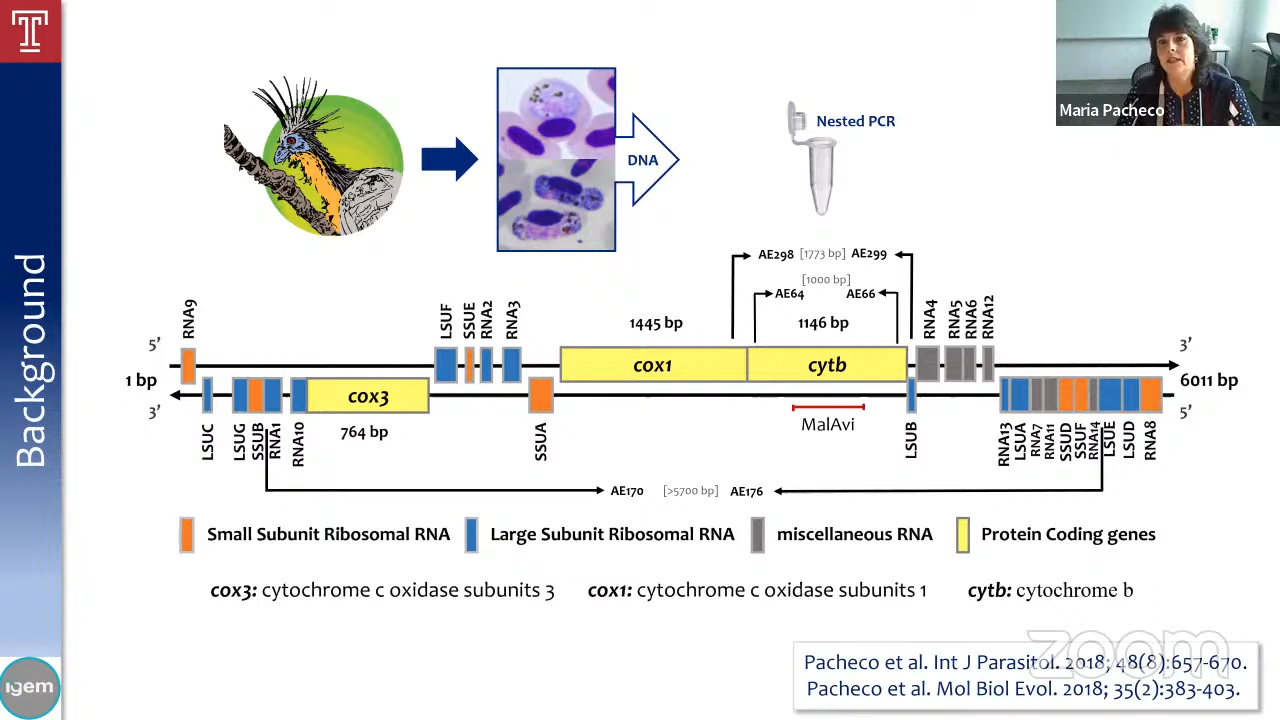 Background
igem
Maria Pacheco
DNA
Nested PCR
AE298 [1773 bp] AE299
[1000 bp]
AE64 AE66
1445 bp 1146 bp
RNA9 LSUF SSUE RNA2 RNA3 RNA4 RNA5 RNA6 RNA12
5’ 3’
cox1 cytb
1 bp 6011 bp
cox3
3’ 5’
764 bp
MalAvi
LSUC LSUG SSUB RNA1 RNA10 SSUA LSUB RNA13 LSUA RNA7 RNA11 SSUD SSUF RNA14 LSUE LSUD RNA8
AE170 [>5700 bp] AE176
Small Subunit Ribosomal RNA Large Subunit Ribosomal RNA miscellaneous RNA Protein Coding genes
cox3: cytochrome c oxidase subunits 3 cox1: cytochrome c oxidase subunits 1 cytb: cytochrome b
zoom
Pacheco et al. Int J Parasitol. 2018; 48(8):657-670.
Pacheco et al. Mol Biol Evol. 2018; 35(2):383-403.